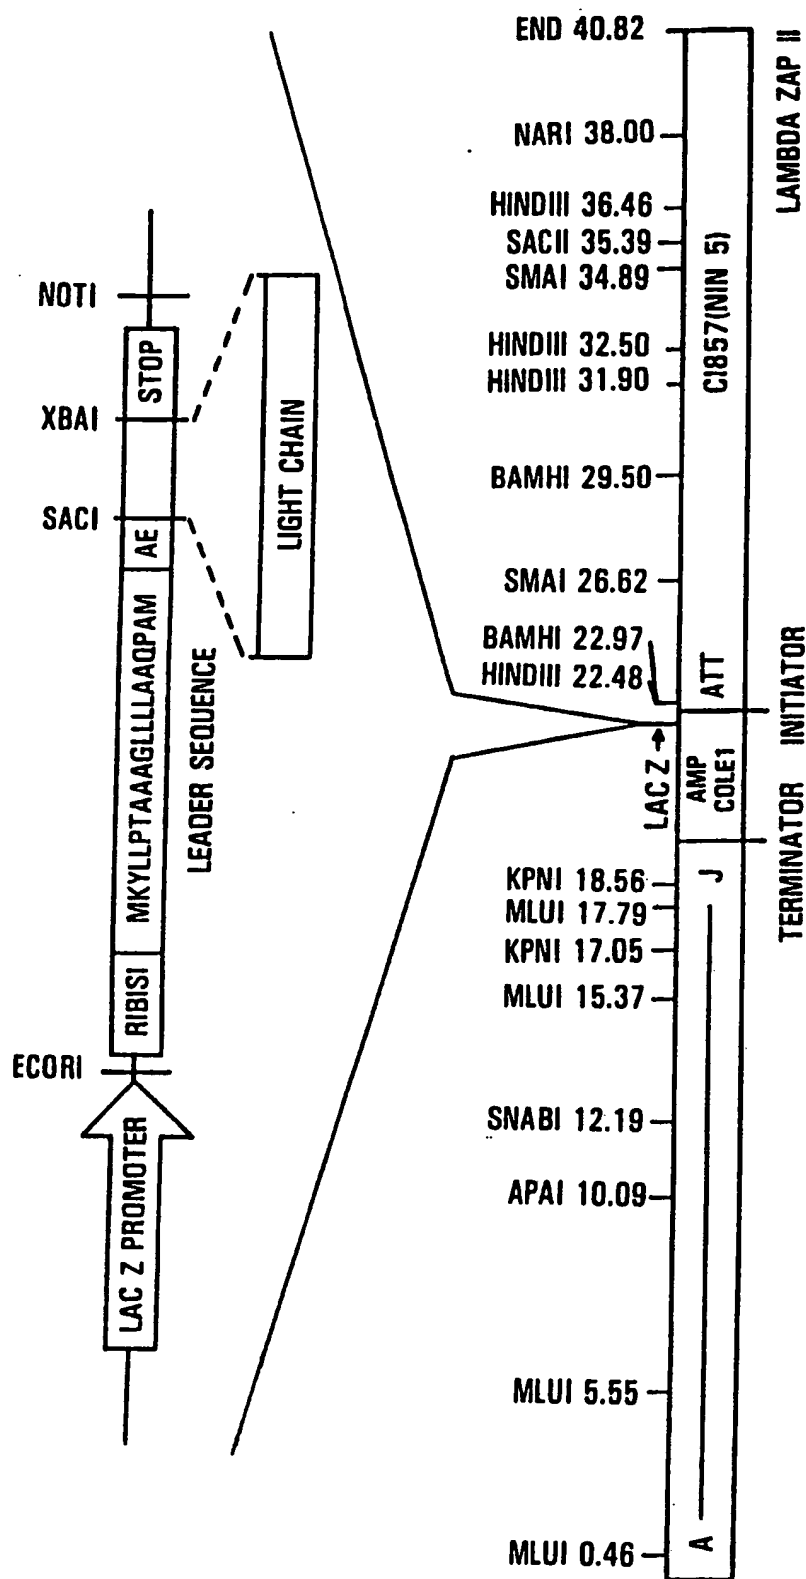 NOTI
XBAI
SACI
ECORI
STOP
AE
MKYLLPTAAAGLLLLAAQPAM
RIBISI
LAC Z PROMOTER
LEADER SEQUENCE
LIGHT CHAIN
END 40.82
NARI 38.00
HINDIII 36.46
SACII 35.39
SMAI 34.89
HINDIII 32.50
HINDIII 31.90
BAMHI 29.50
SMAI 26.62
BAMHI 22.97
HINDIII 22.48
LAC Z
KPNI 18.56
MLUI 17.79
KPNI 17.05
MLUI 15.37
SNABI 12.19
APAI 10.09
MLUI 5.55
MLUI 0.46
CI857(NIN 5)
ATT
AMP
COLE1
J
A
LAMBDA ZAP II
INITIATOR
TERMINATOR